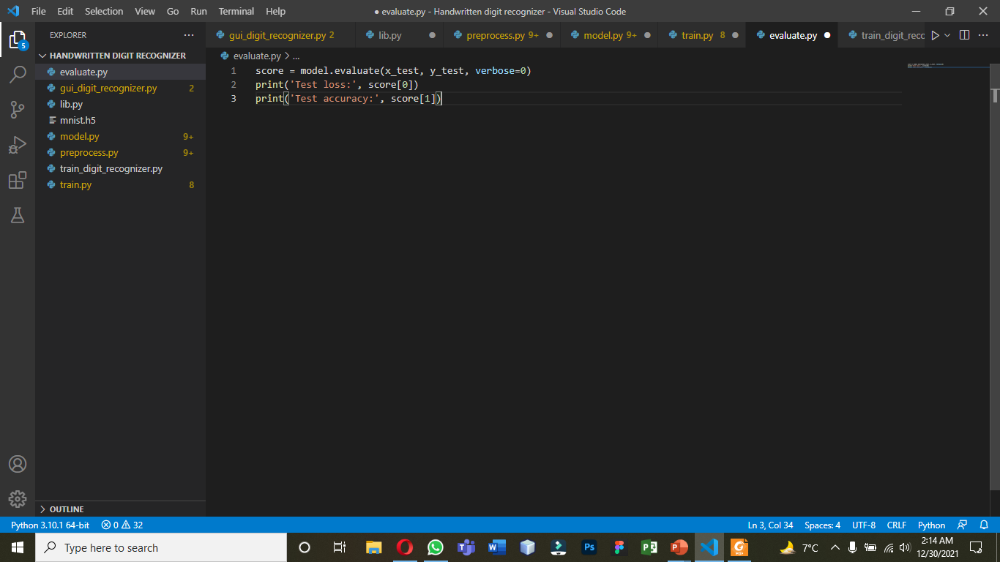 File Edit Selection View Go Run Terminal Help
● evaluate.py - Handwritten digit recognizer - Visual Studio Code
EXPLORER
gui_digit_recognizer.py 2
lib.py
preprocess.py 9+
model.py 9+
train.py 8
evaluate.py
train_digit_reco
HANDWRITTEN DIGIT RECOGNIZER
evaluate.py
gui_digit_recognizer.py 2
lib.py
mnist.h5
model.py 9+
preprocess.py 9+
train_digit_recognizer.py
train.py 8
5
evaluate.py > ...
1 score = model.evaluate(x_test, y_test, verbose=0)
2 print('Test loss:', score[0])
3 print('Test accuracy:', score[1])
OUTLINE
Python 3.10.1 64-bit 0 32
Ln 3, Col 34 Spaces: 4 UTF-8 CRLF Python
Type here to search
7°C
2:14 AM
12/30/2021